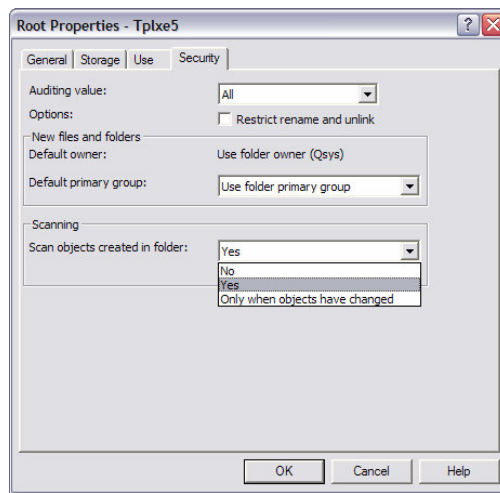 Root Properties - Tplxe5
General Storage Use Security
Auditing value: All
Options: Restrict rename and unlink
New files and folders
Default owner: Use folder owner (Qsys)
Default primary group: Use folder primary group
Scanning
Scan objects created in folder: Yes
No
Yes
Only when objects have changed
OK Cancel Help